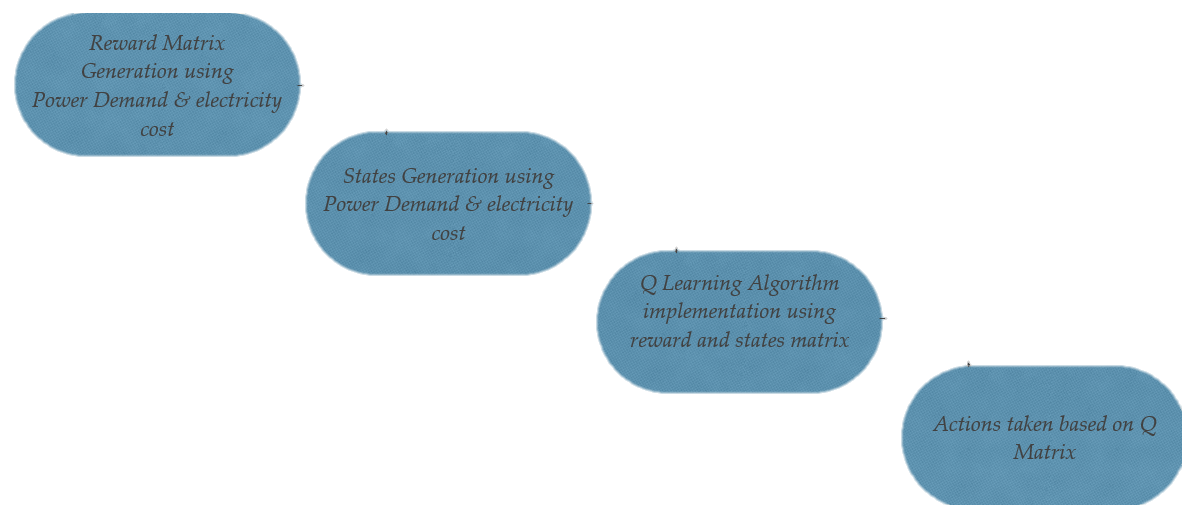 Reward Matrix
Generation using
Power Demand & electricity
cost
States Generation using
Power Demand & electricity
cost
Q Learning Algorithm
implementation using
reward and states matrix
Actions taken based on Q
Matrix